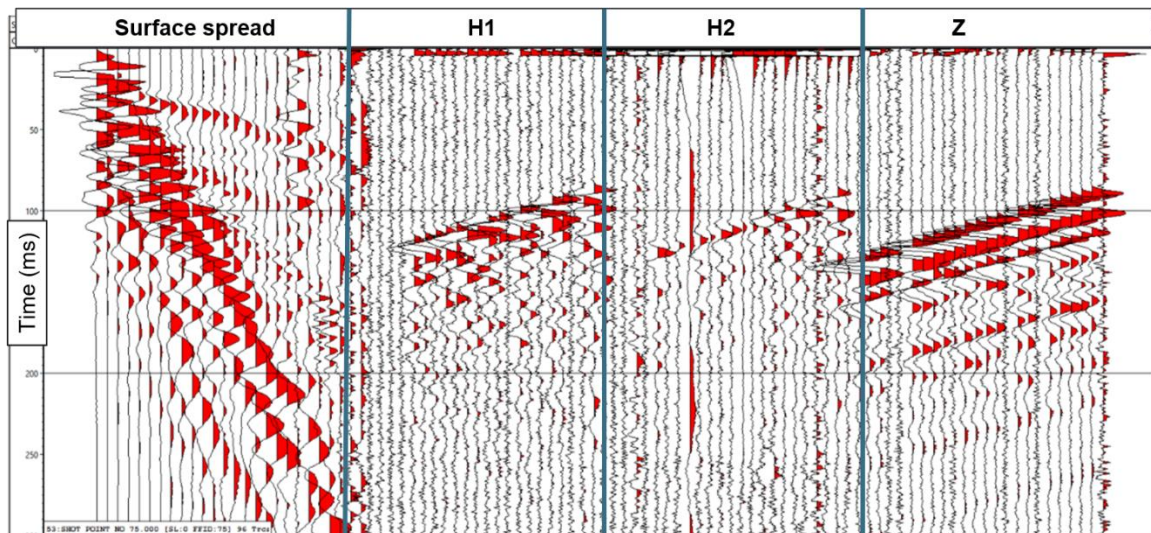 Surface spread H1 H2 Z
0
50
100
Time (ms)
200
250
53:SHOT POINT NO 75.000 [SL:0 FFID:75] 96 Trcs